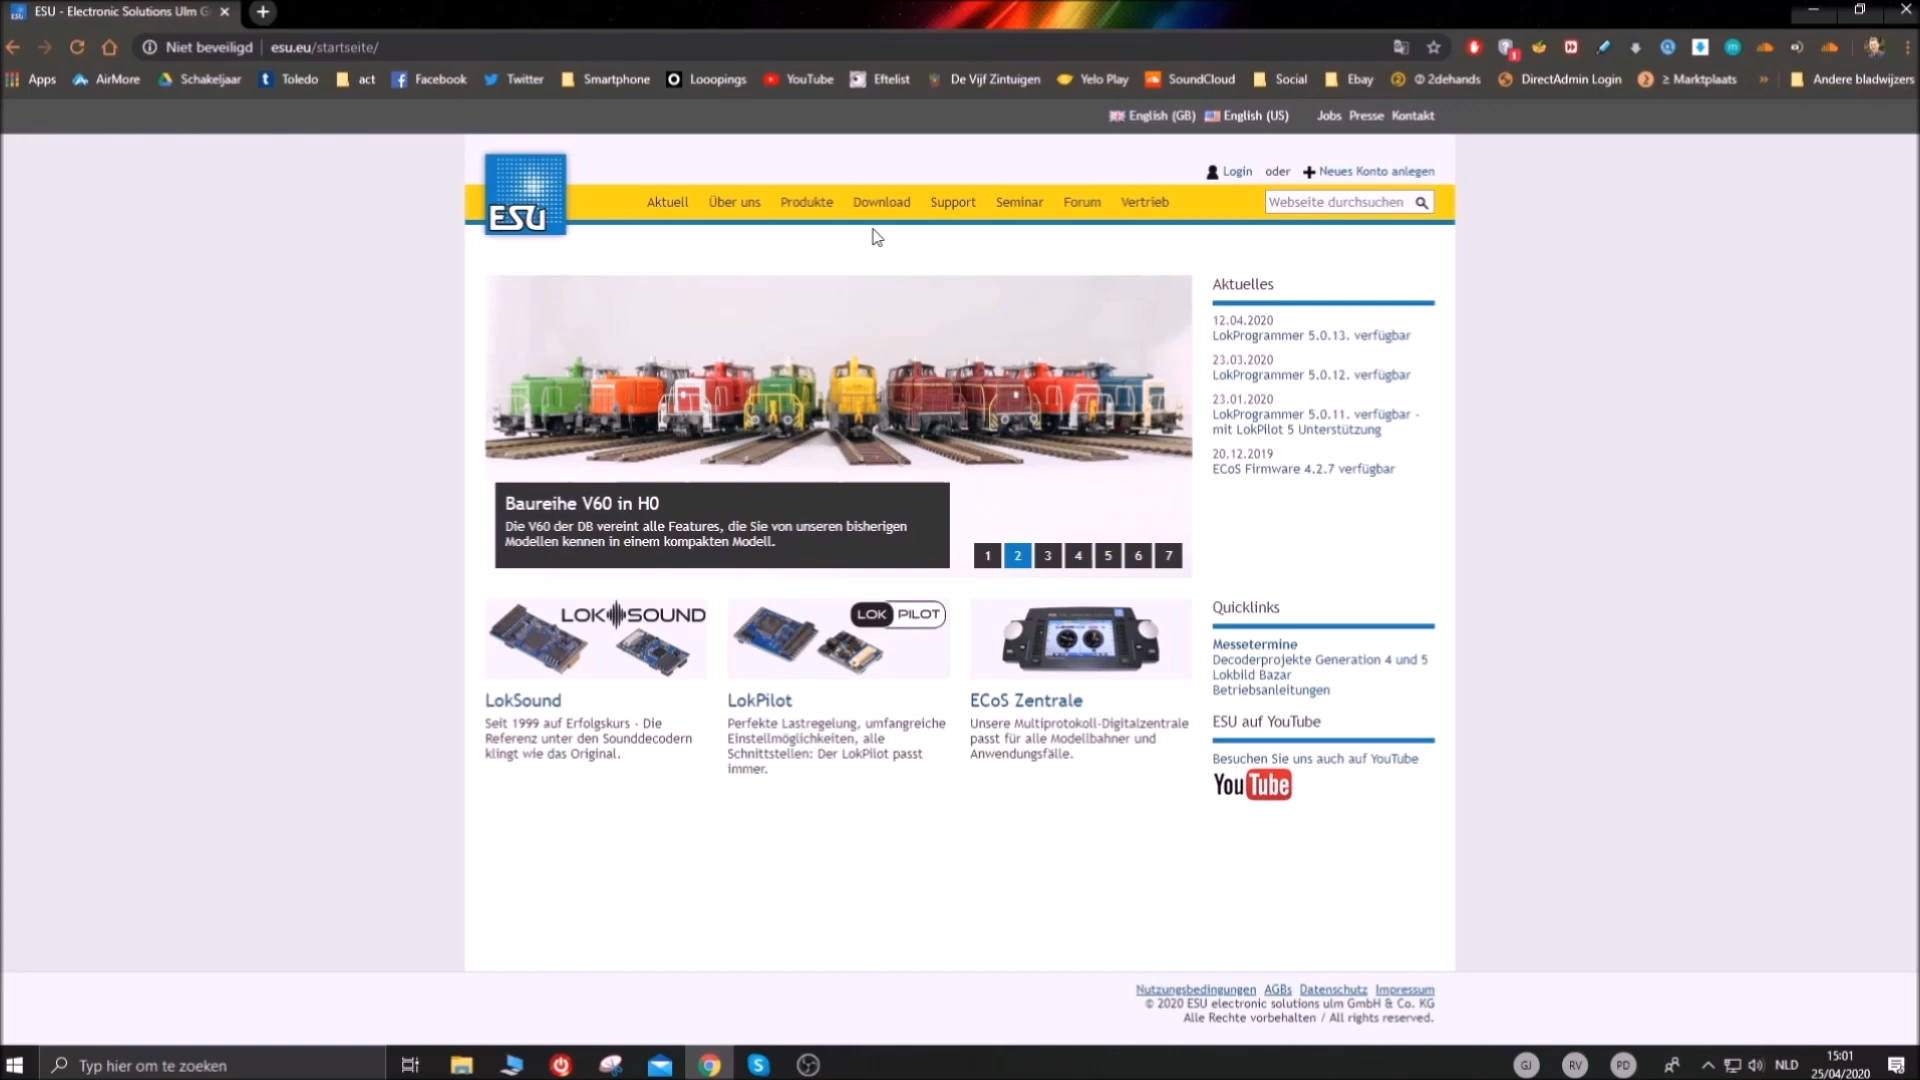 ESU - Electronic Solutions Ulm G
Niet beveiligd esu.eu/startseite/
Apps AirMore Schakeljaar Toledo act Facebook Twitter Smartphone Looopings YouTube Eftelist De Vijf Zintuigen Yelo Play SoundCloud Social Ebay ⓶ 2dehands DirectAdmin Login ≥ Marktplaats » Andere bladwijzers
English (GB) English (US) Jobs Presse Kontakt
Login oder Neues Konto anlegen
ESU
Aktuell Über uns Produkte Download Support Seminar Forum Vertrieb Webseite durchsuchen
Baureihe V60 in H0
Die V60 der DB vereint alle Features, die Sie von unseren bisherigen
Modellen kennen in einem kompakten Modell.
1 2 3 4 5 6 7
Aktuelles
12.04.2020
LokProgrammer 5.0.13. verfügbar
23.03.2020
LokProgrammer 5.0.12. verfügbar
23.01.2020
LokProgrammer 5.0.11. verfügbar -
mit LokPilot 5 Unterstützung
20.12.2019
ECoS Firmware 4.2.7 verfügbar
LOKSOUND
LokSound
Seit 1999 auf Erfolgskurs - Die
Referenz unter den Sounddecodern
klingt wie das Original.
LOK PILOT
LokPilot
Perfekte Lastregelung, umfangreiche
Einstellmöglichkeiten, alle
Schnittstellen: Der LokPilot passt
immer.
ECoS Zentrale
Unsere Multiprotokoll-Digitalzentrale
passt für alle Modellbahner und
Anwendungsfälle.
Quicklinks
Messetermine
Decoderprojekte Generation 4 und 5
Lokbild Bazar
Betriebsanleitungen
ESU auf YouTube
Besuchen Sie uns auch auf YouTube
YouTube
Nutzungsbedingungen AGBs Datenschutz Impressum
© 2020 ESU electronic solutions ulm GmbH & Co. KG
Alle Rechte vorbehalten / All rights reserved.
Typ hier om te zoeken
GJ RV PD NLD
15:01
25/04/2020